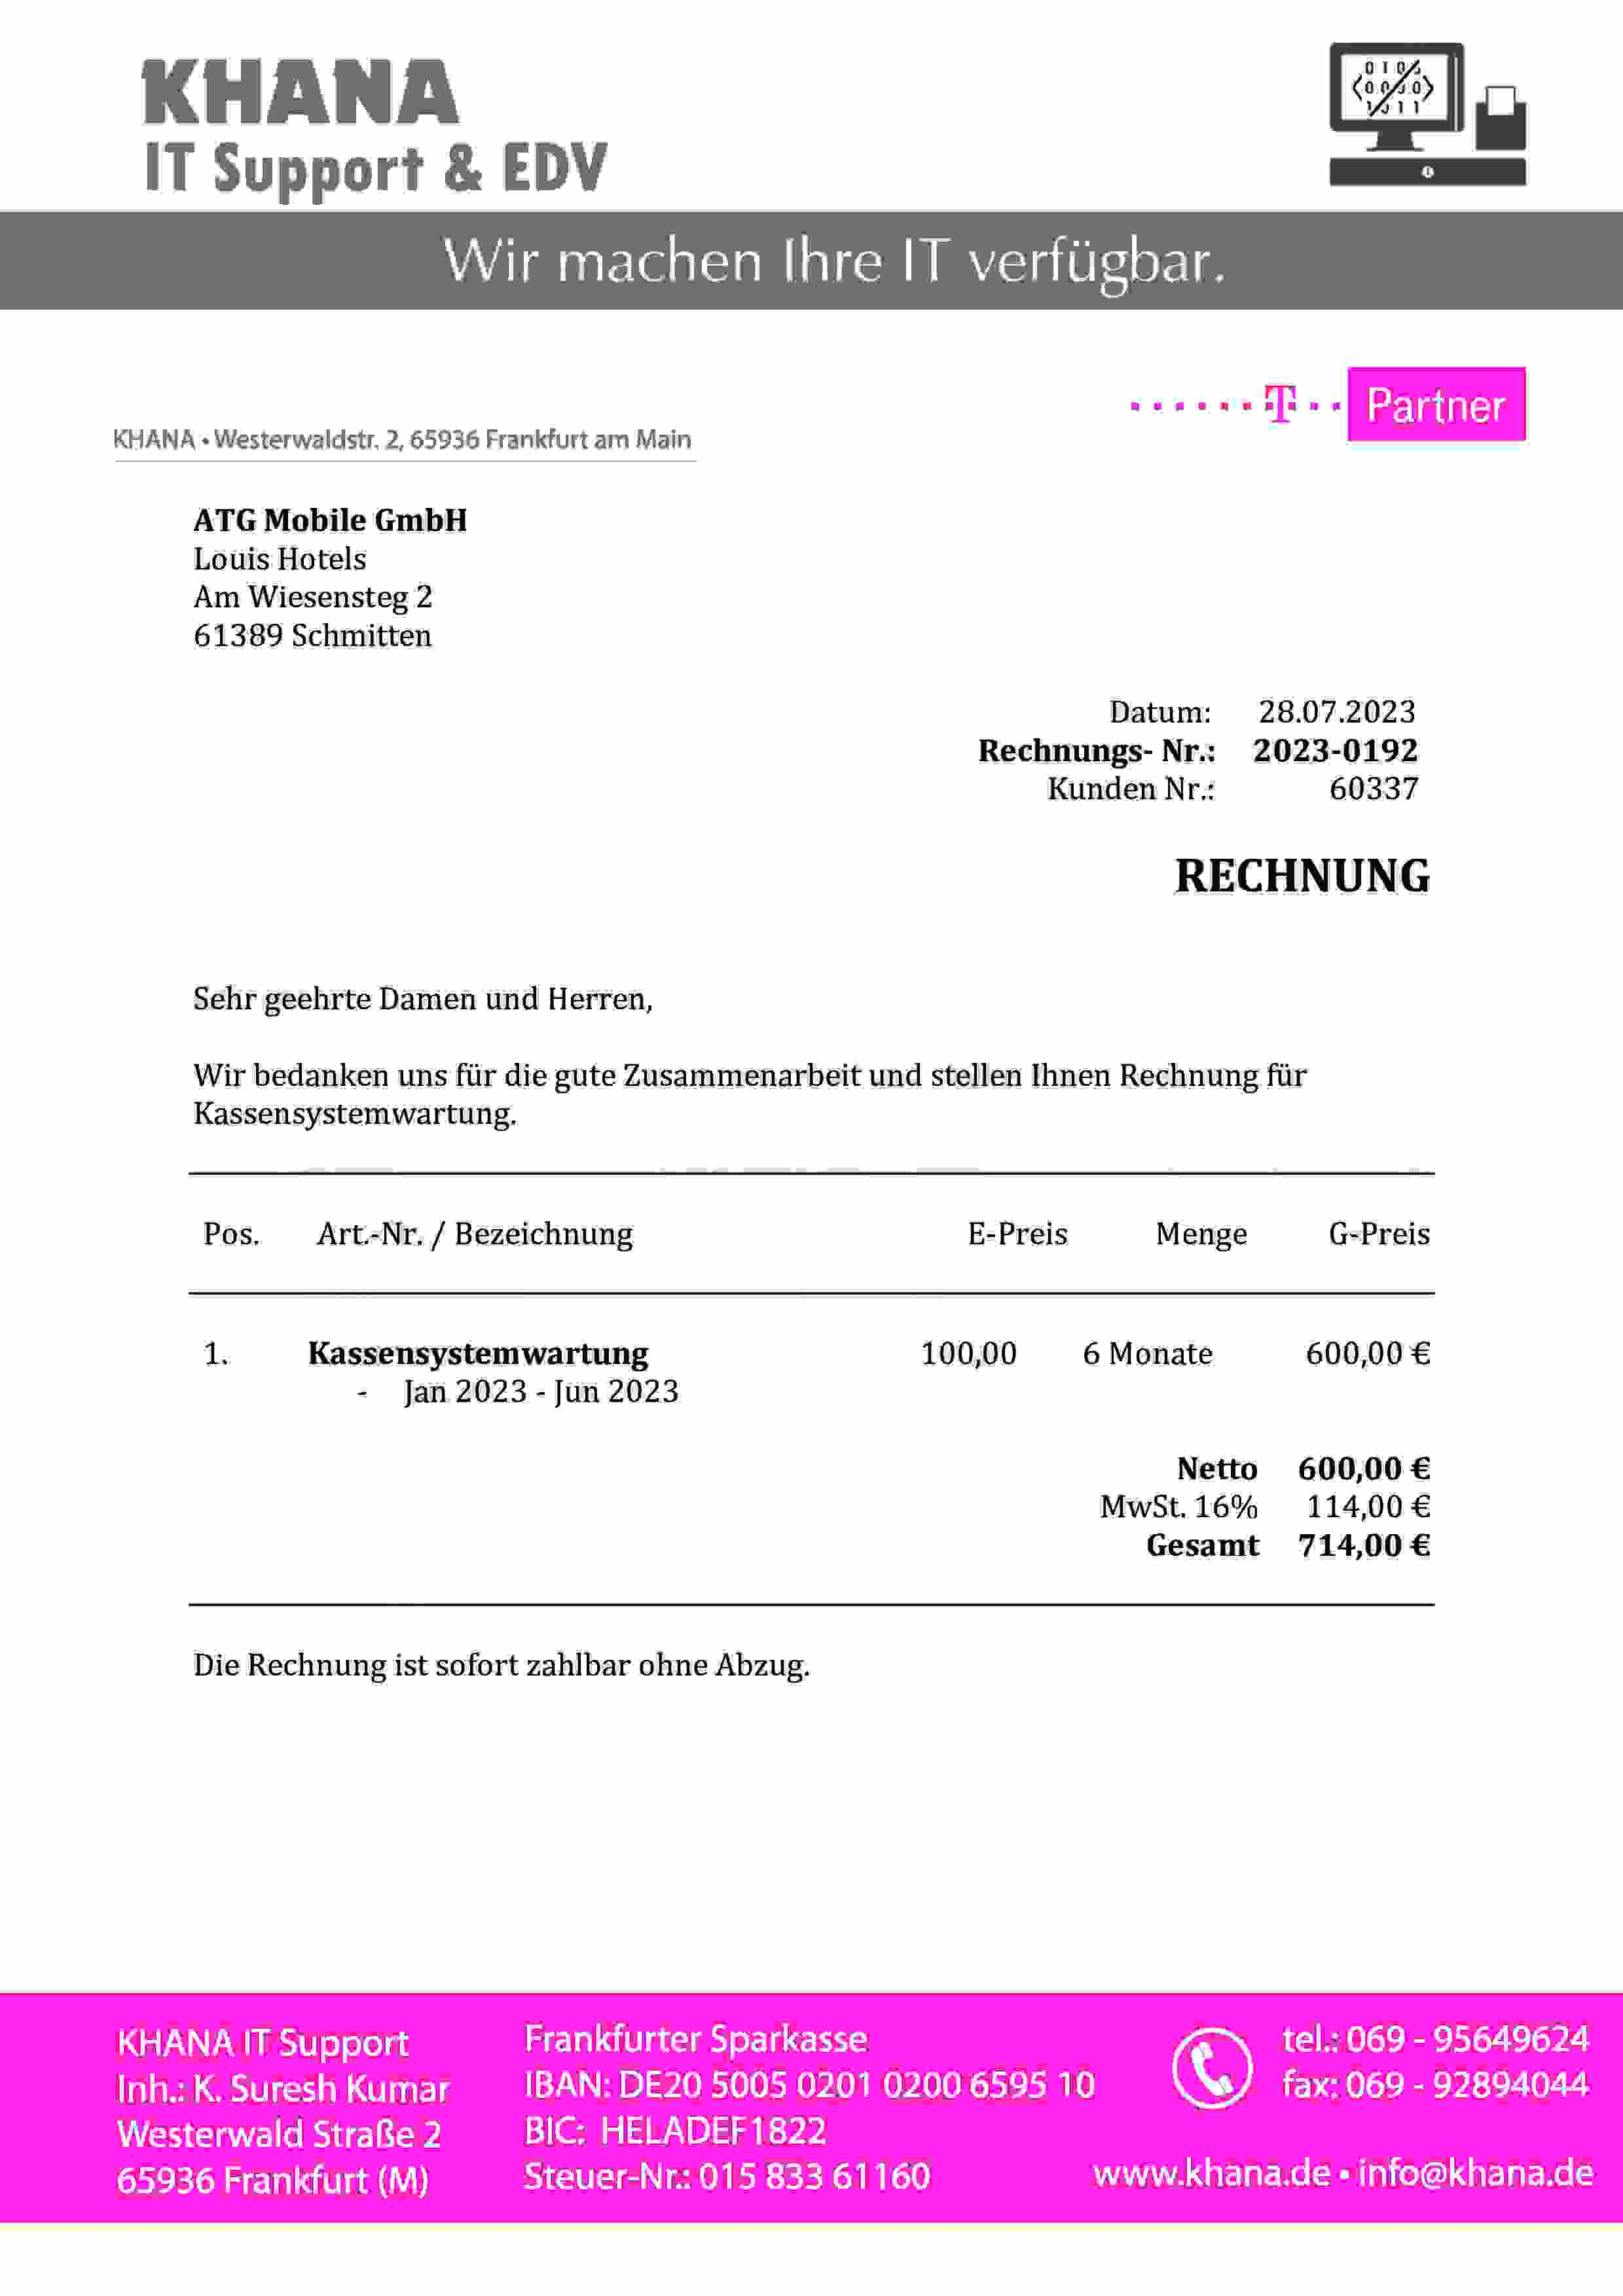 KHANA
IT Support & EDV
Wir machen Ihre IT verfügbar.
T Partner
KHANA • Westerwaldstr. 2, 65936 Frankfurt am Main
ATG Mobile GmbH
Louis Hotels
Am Wiesensteg 2
61389 Schmitten
Datum: 28.07.2023
Rechnungs- Nr.: 2023-0192
Kunden Nr.: 60337
RECHNUNG
Sehr geehrte Damen und Herren,
Wir bedanken uns für die gute Zusammenarbeit und stellen Ihnen Rechnung für
Kassensystemwartung.
Pos. Art.-Nr. / Bezeichnung E-Preis Menge G-Preis
1. Kassensystemwartung 100,00 6 Monate 600,00 €
- Jan 2023 - Jun 2023
Netto 600,00 €
MwSt. 16% 114,00 €
Gesamt 714,00 €
Die Rechnung ist sofort zahlbar ohne Abzug.
KHANA IT Support
Inh.: K. Suresh Kumar
Westerwald Straße 2
65936 Frankfurt (M)
Frankfurter Sparkasse
IBAN: DE20 5005 0201 0200 6595 10
BIC: HELADEF1822
Steuer-Nr.: 015 833 61160
tel.: 069 - 95649624
fax: 069 - 92894044
www.khana.de • info@khana.de